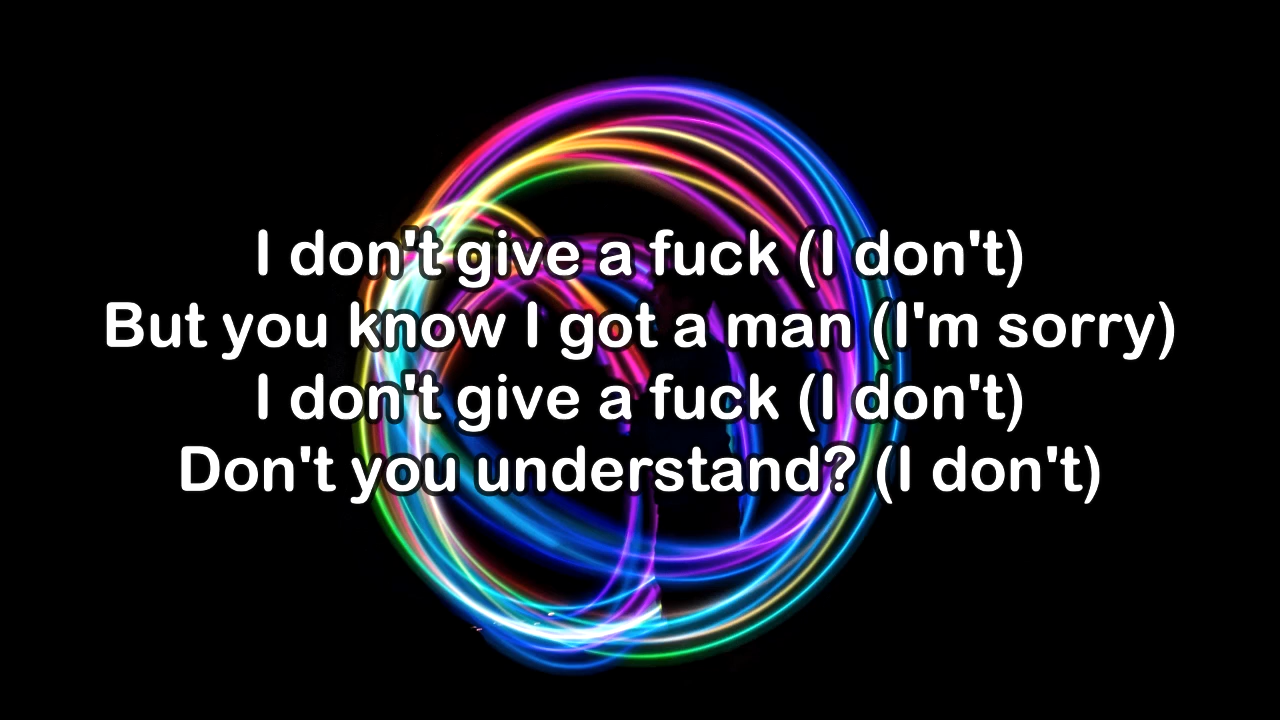 I don't give a fuck (I don't)
But you know I got a man (I'm sorry)
I don't give a fuck (I don't)
Don't you understand? (I don't)